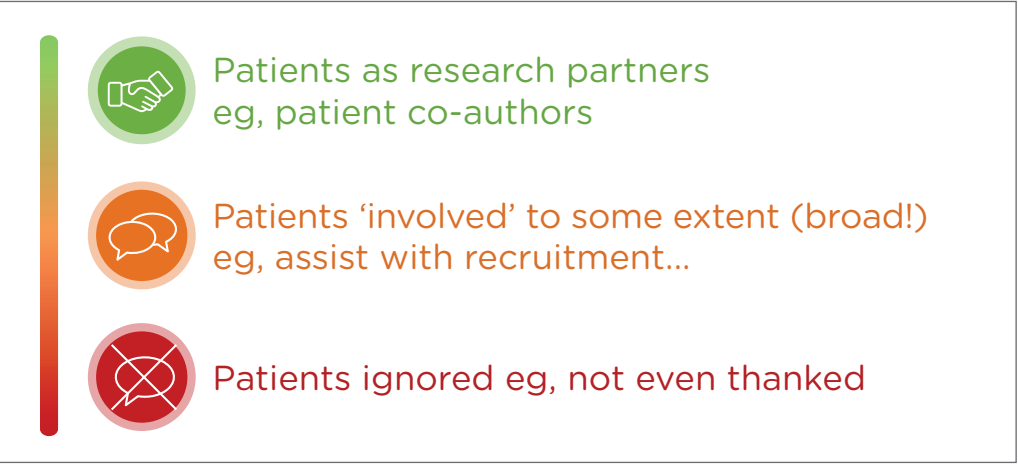 Patients as research partners
eg, patient co-authors
Patients ‘involved’ to some extent (broad!)
eg, assist with recruitment...
Patients ignored eg, not even thanked